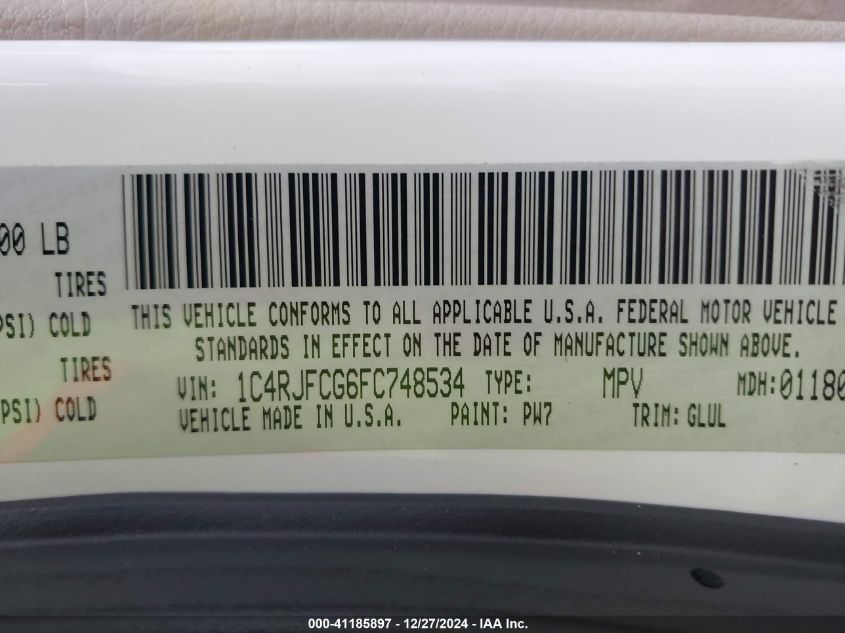 00 LB
TIRES
PSI) COLD
TIRES
PSI) COLD
THIS VEHICLE CONFORMS TO ALL APPLICABLE U.S.A. FEDERAL MOTOR VEHICLE
STANDARDS IN EFFECT ON THE DATE OF MANUFACTURE SHOWN ABOVE.
VIN: 1C4RJFCG6FC748534 TYPE: MPV MDH:01180
VEHICLE MADE IN U.S.A. PAINT: PW7 TRIM: GLUL
000-41185897 - 12/27/2024 - IAA Inc.